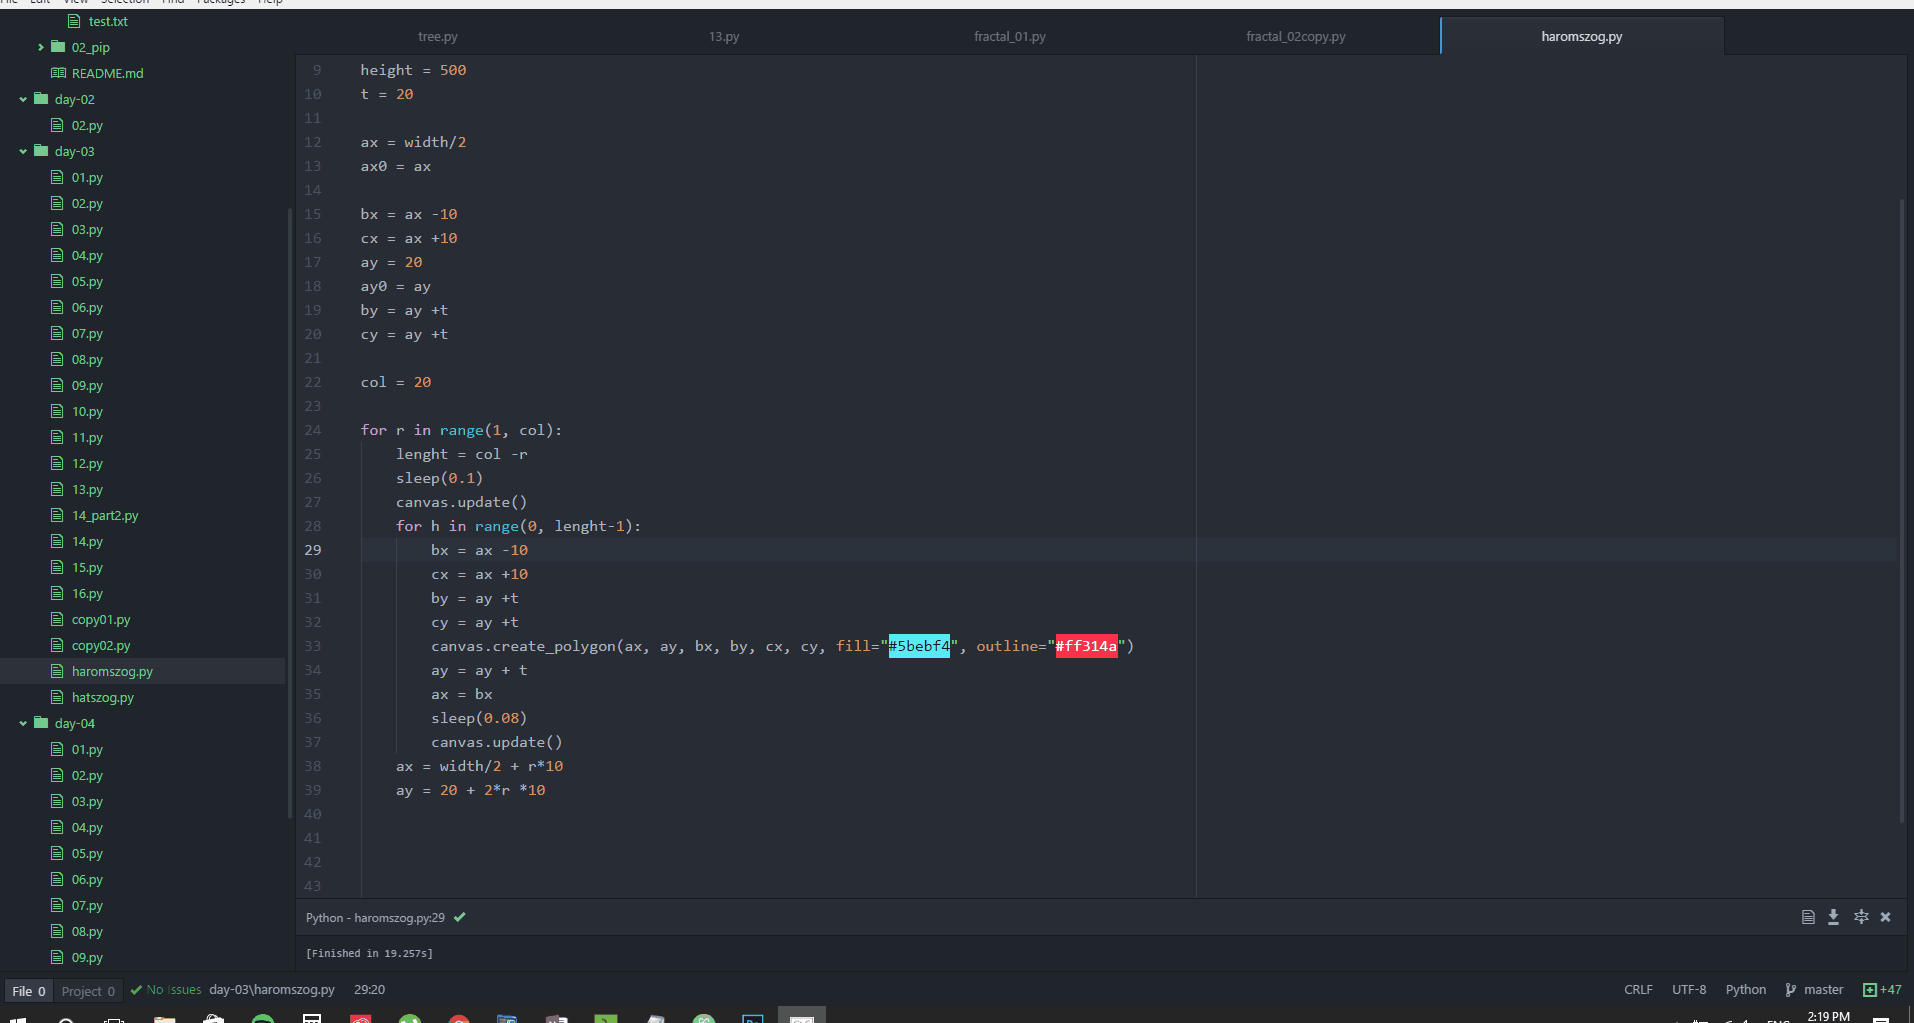 File Edit View Selection Find Packages Help
test.txt
02_pip
README.md
day-02
02.py
day-03
01.py
02.py
03.py
04.py
05.py
06.py
07.py
08.py
09.py
10.py
11.py
12.py
13.py
14_part2.py
14.py
15.py
16.py
copy01.py
copy02.py
haromszog.py
hatszog.py
day-04
01.py
02.py
03.py
04.py
05.py
06.py
07.py
08.py
09.py
tree.py 13.py fractal_01.py fractal_02copy.py haromszog.py
9 height = 500
10 t = 20
11
12 ax = width/2
13 ax0 = ax
14
15 bx = ax -10
16 cx = ax +10
17 ay = 20
18 ay0 = ay
19 by = ay +t
20 cy = ay +t
21
22 col = 20
23
24 for r in range(1, col):
25     lenght = col -r
26     sleep(0.1)
27     canvas.update()
28     for h in range(0, lenght-1):
29         bx = ax -10
30         cx = ax +10
31         by = ay +t
32         cy = ay +t
33         canvas.create_polygon(ax, ay, bx, by, cx, cy, fill="#5bebf4", outline="#ff314a")
34         ay = ay + t
35         ax = bx
36         sleep(0.08)
37         canvas.update()
38     ax = width/2 + r*10
39     ay = 20 + 2*r *10
40
41
42
43
Python - haromszog.py:29
[Finished in 19.257s]
File 0 Project 0 No Issues day-03\haromszog.py 29:20 CRLF UTF-8 Python master +47
ENG 2:19 PM